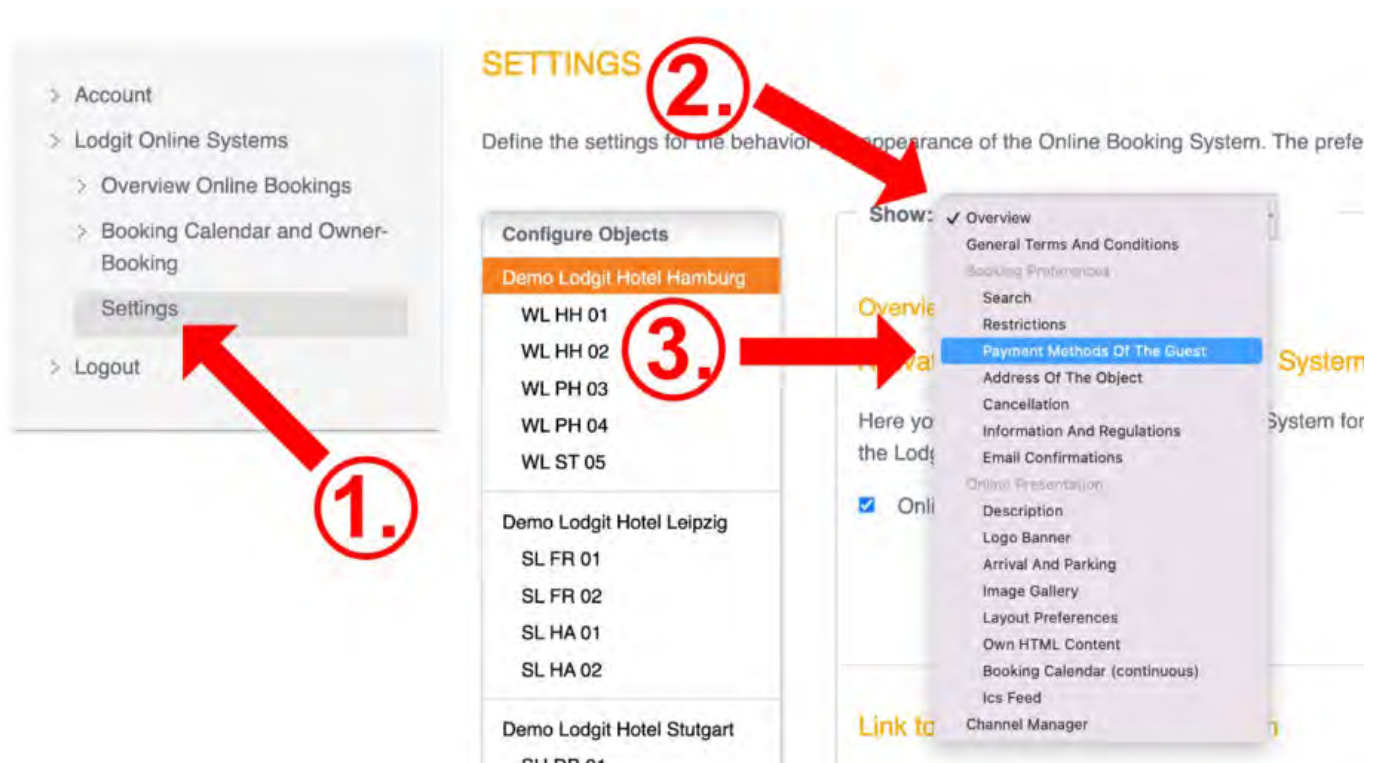 > Account
> Lodgit Online Systems
> Overview Online Bookings
> Booking Calendar and Owner-
Booking
Settings
> Logout
1.
SETTINGS
2.
Define the settings for the behavior appearance of the Online Booking System. The prefe
Configure Objects
Demo Lodgit Hotel Hamburg
WL HH 01
WL HH 02
WL PH 03
WL PH 04
WL ST 05
Demo Lodgit Hotel Leipzig
SL FR 01
SL FR 02
SL HA 01
SL HA 02
Demo Lodgit Hotel Stutgart
3.
Show:
✓ Overview
General Terms And Conditions
Booking Preferences
Search
Restrictions
Payment Methods Of The Guest
Address Of The Object
Cancellation
Information And Regulations
Email Confirmations
Online Presentation
Description
Logo Banner
Arrival And Parking
Image Gallery
Layout Preferences
Own HTML Content
Booking Calendar (continuous)
Ics Feed
Channel Manager
Overvie
System
Here yo System for
the Lodg
Onli
Link to